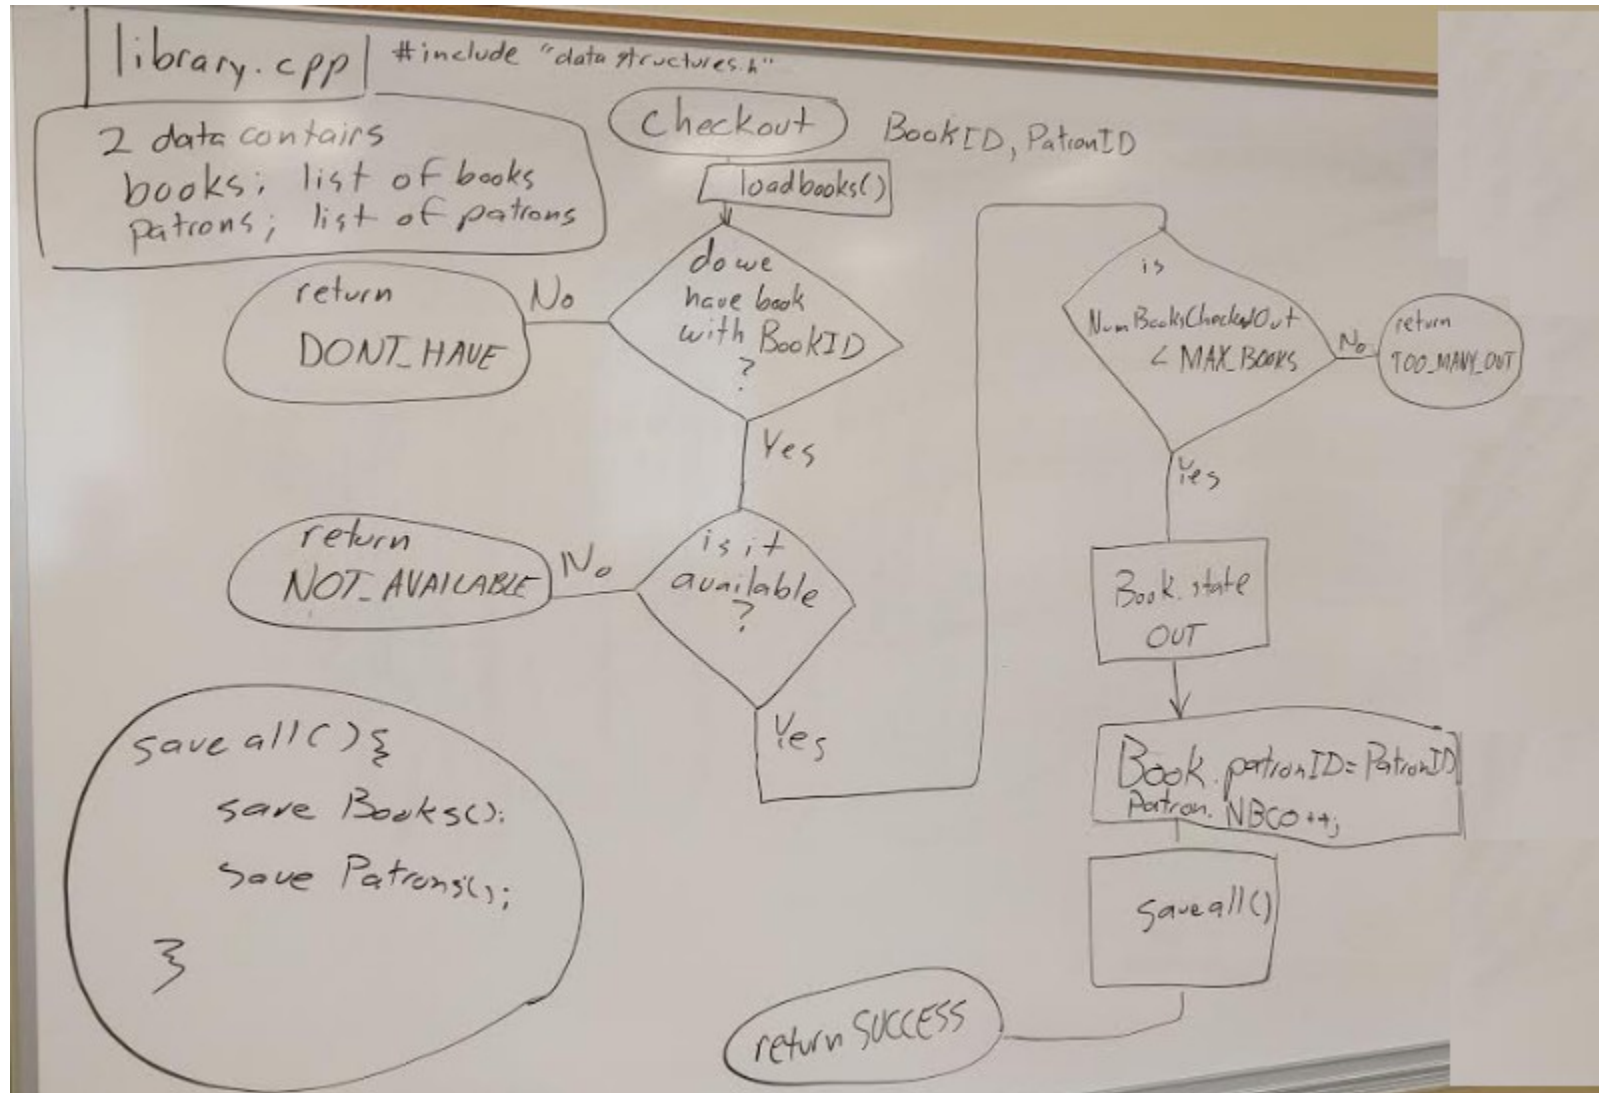 library.cpp
#include "data structures.h"
2 data contairs
books; list of books
patrons; list of patrons
Checkout
BookID, PatronID
loadbooks()
do we
have book
with BookID
?
No
return
DONT_HAVE
Yes
is it
available
?
No
return
NOT_AVAILABLE
Yes
is
NumBooksCheckedOut
< MAX_BOOKS
No
return
TOO_MANY_OUT
Yes
Book.state
OUT
Book.patronID=PatronID
Patron.NBCO++;
saveall()
return SUCCESS
save all(){
save Books();
save Patrons();
}